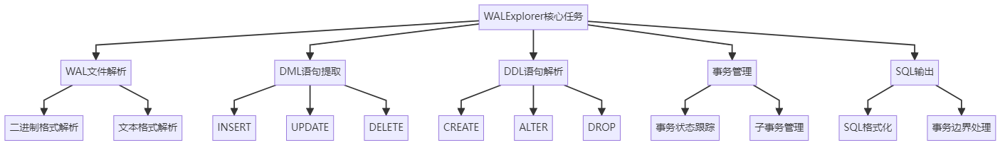 WALExplorer核心任务
WAL文件解析
DML语句提取
DDL语句解析
事务管理
SQL输出
二进制格式解析
文本格式解析
INSERT
UPDATE
DELETE
CREATE
ALTER
DROP
事务状态跟踪
子事务管理
SQL格式化
事务边界处理